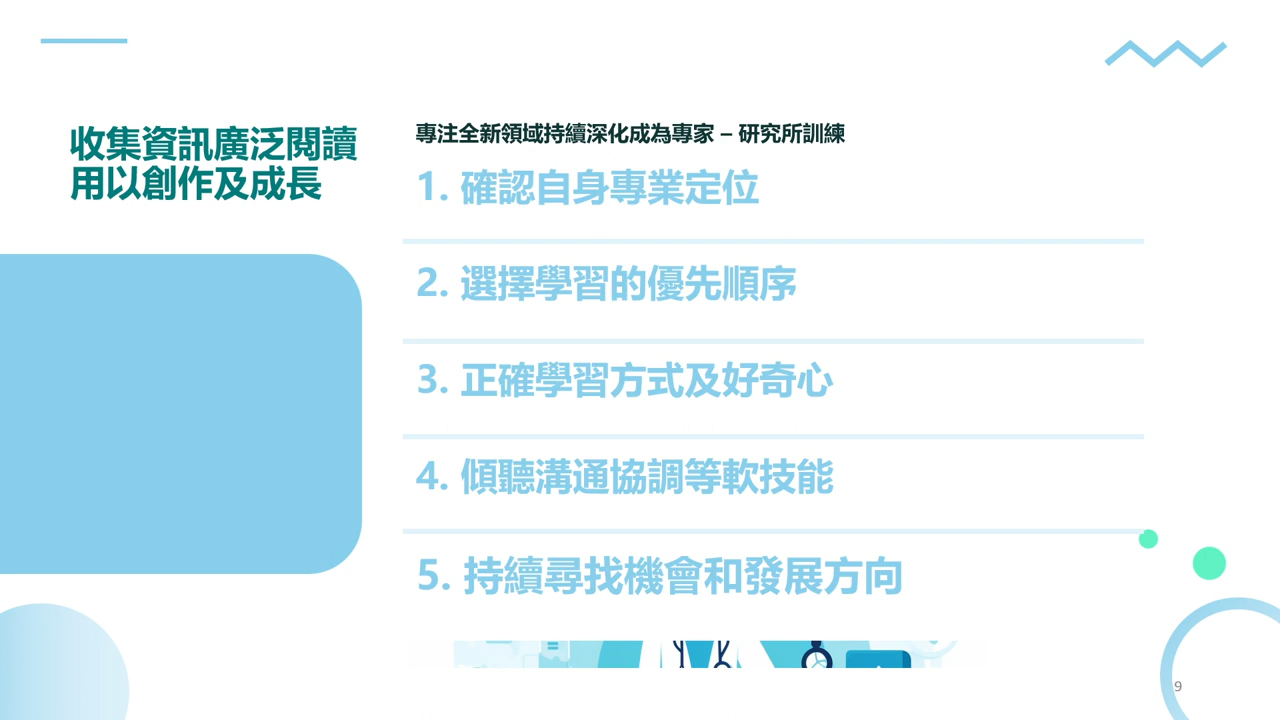 收集資訊廣泛閱讀
用以創作及成長
專注全新領域持續深化成為專家 – 研究所訓練
1. 確認自身專業定位
2. 選擇學習的優先順序
3. 正確學習方式及好奇心
4. 傾聽溝通協調等軟技能
5. 持續尋找機會和發展方向
9